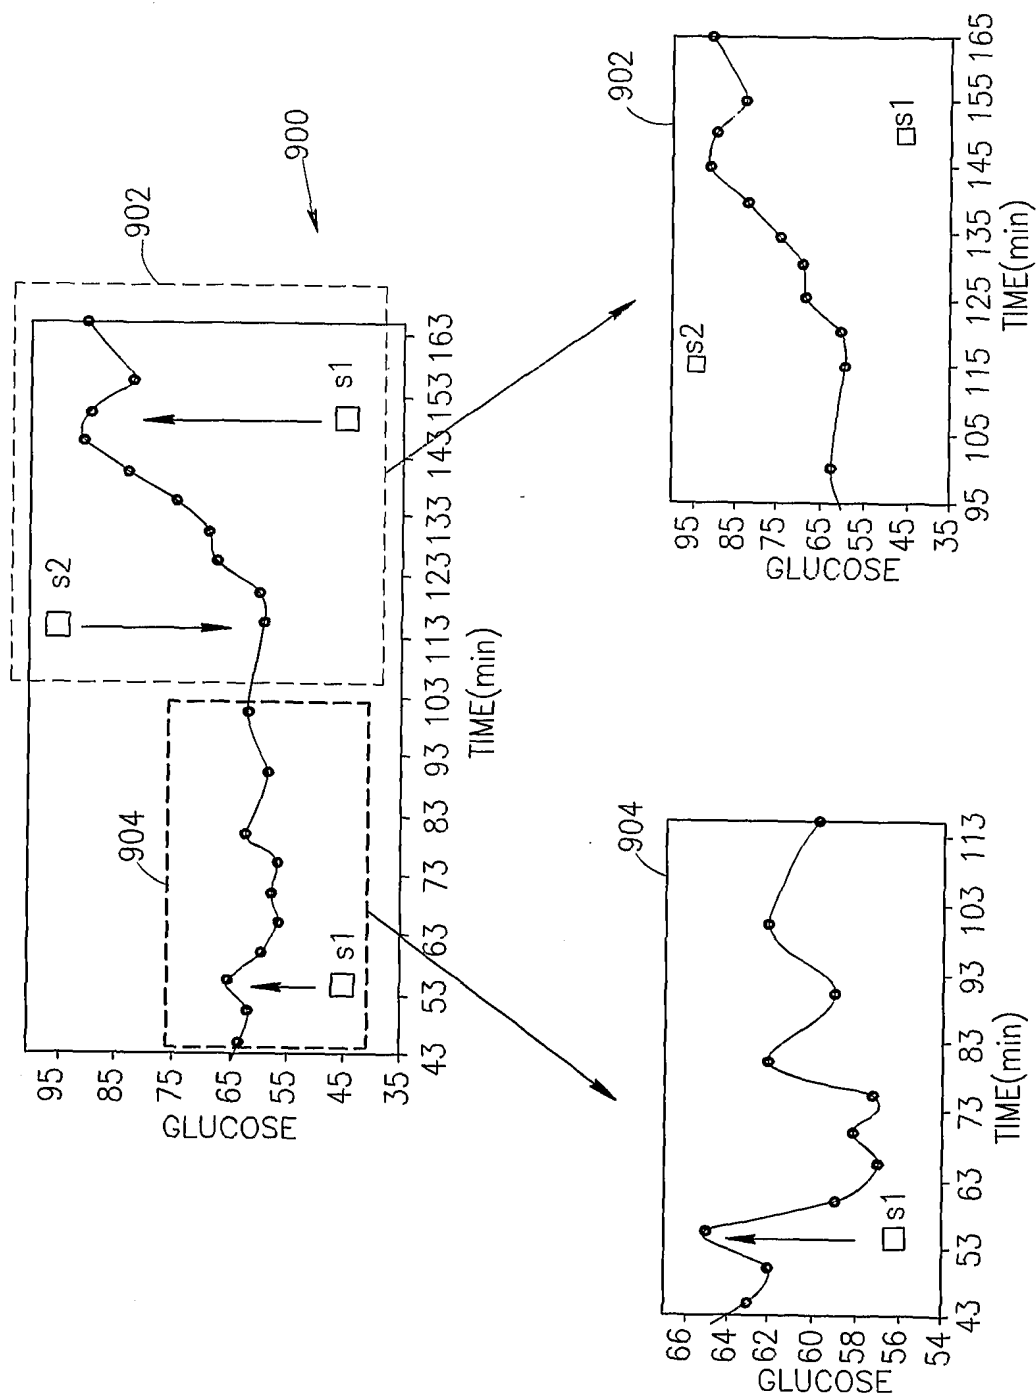 900
902
904
s2
s1
s1
95
85
75
65
55
45
35
GLUCOSE
43 53 63 73 83 93 103 113 123 133 143 153 163
TIME(min)
904
66
64
62
60
58
56
54
GLUCOSE
s1
43 53 63 73 83 93 103 113
TIME(min)
902
95
85
75
65
55
45
35
GLUCOSE
s2
s1
95 105 115 125 135 145 155 165
TIME(min)